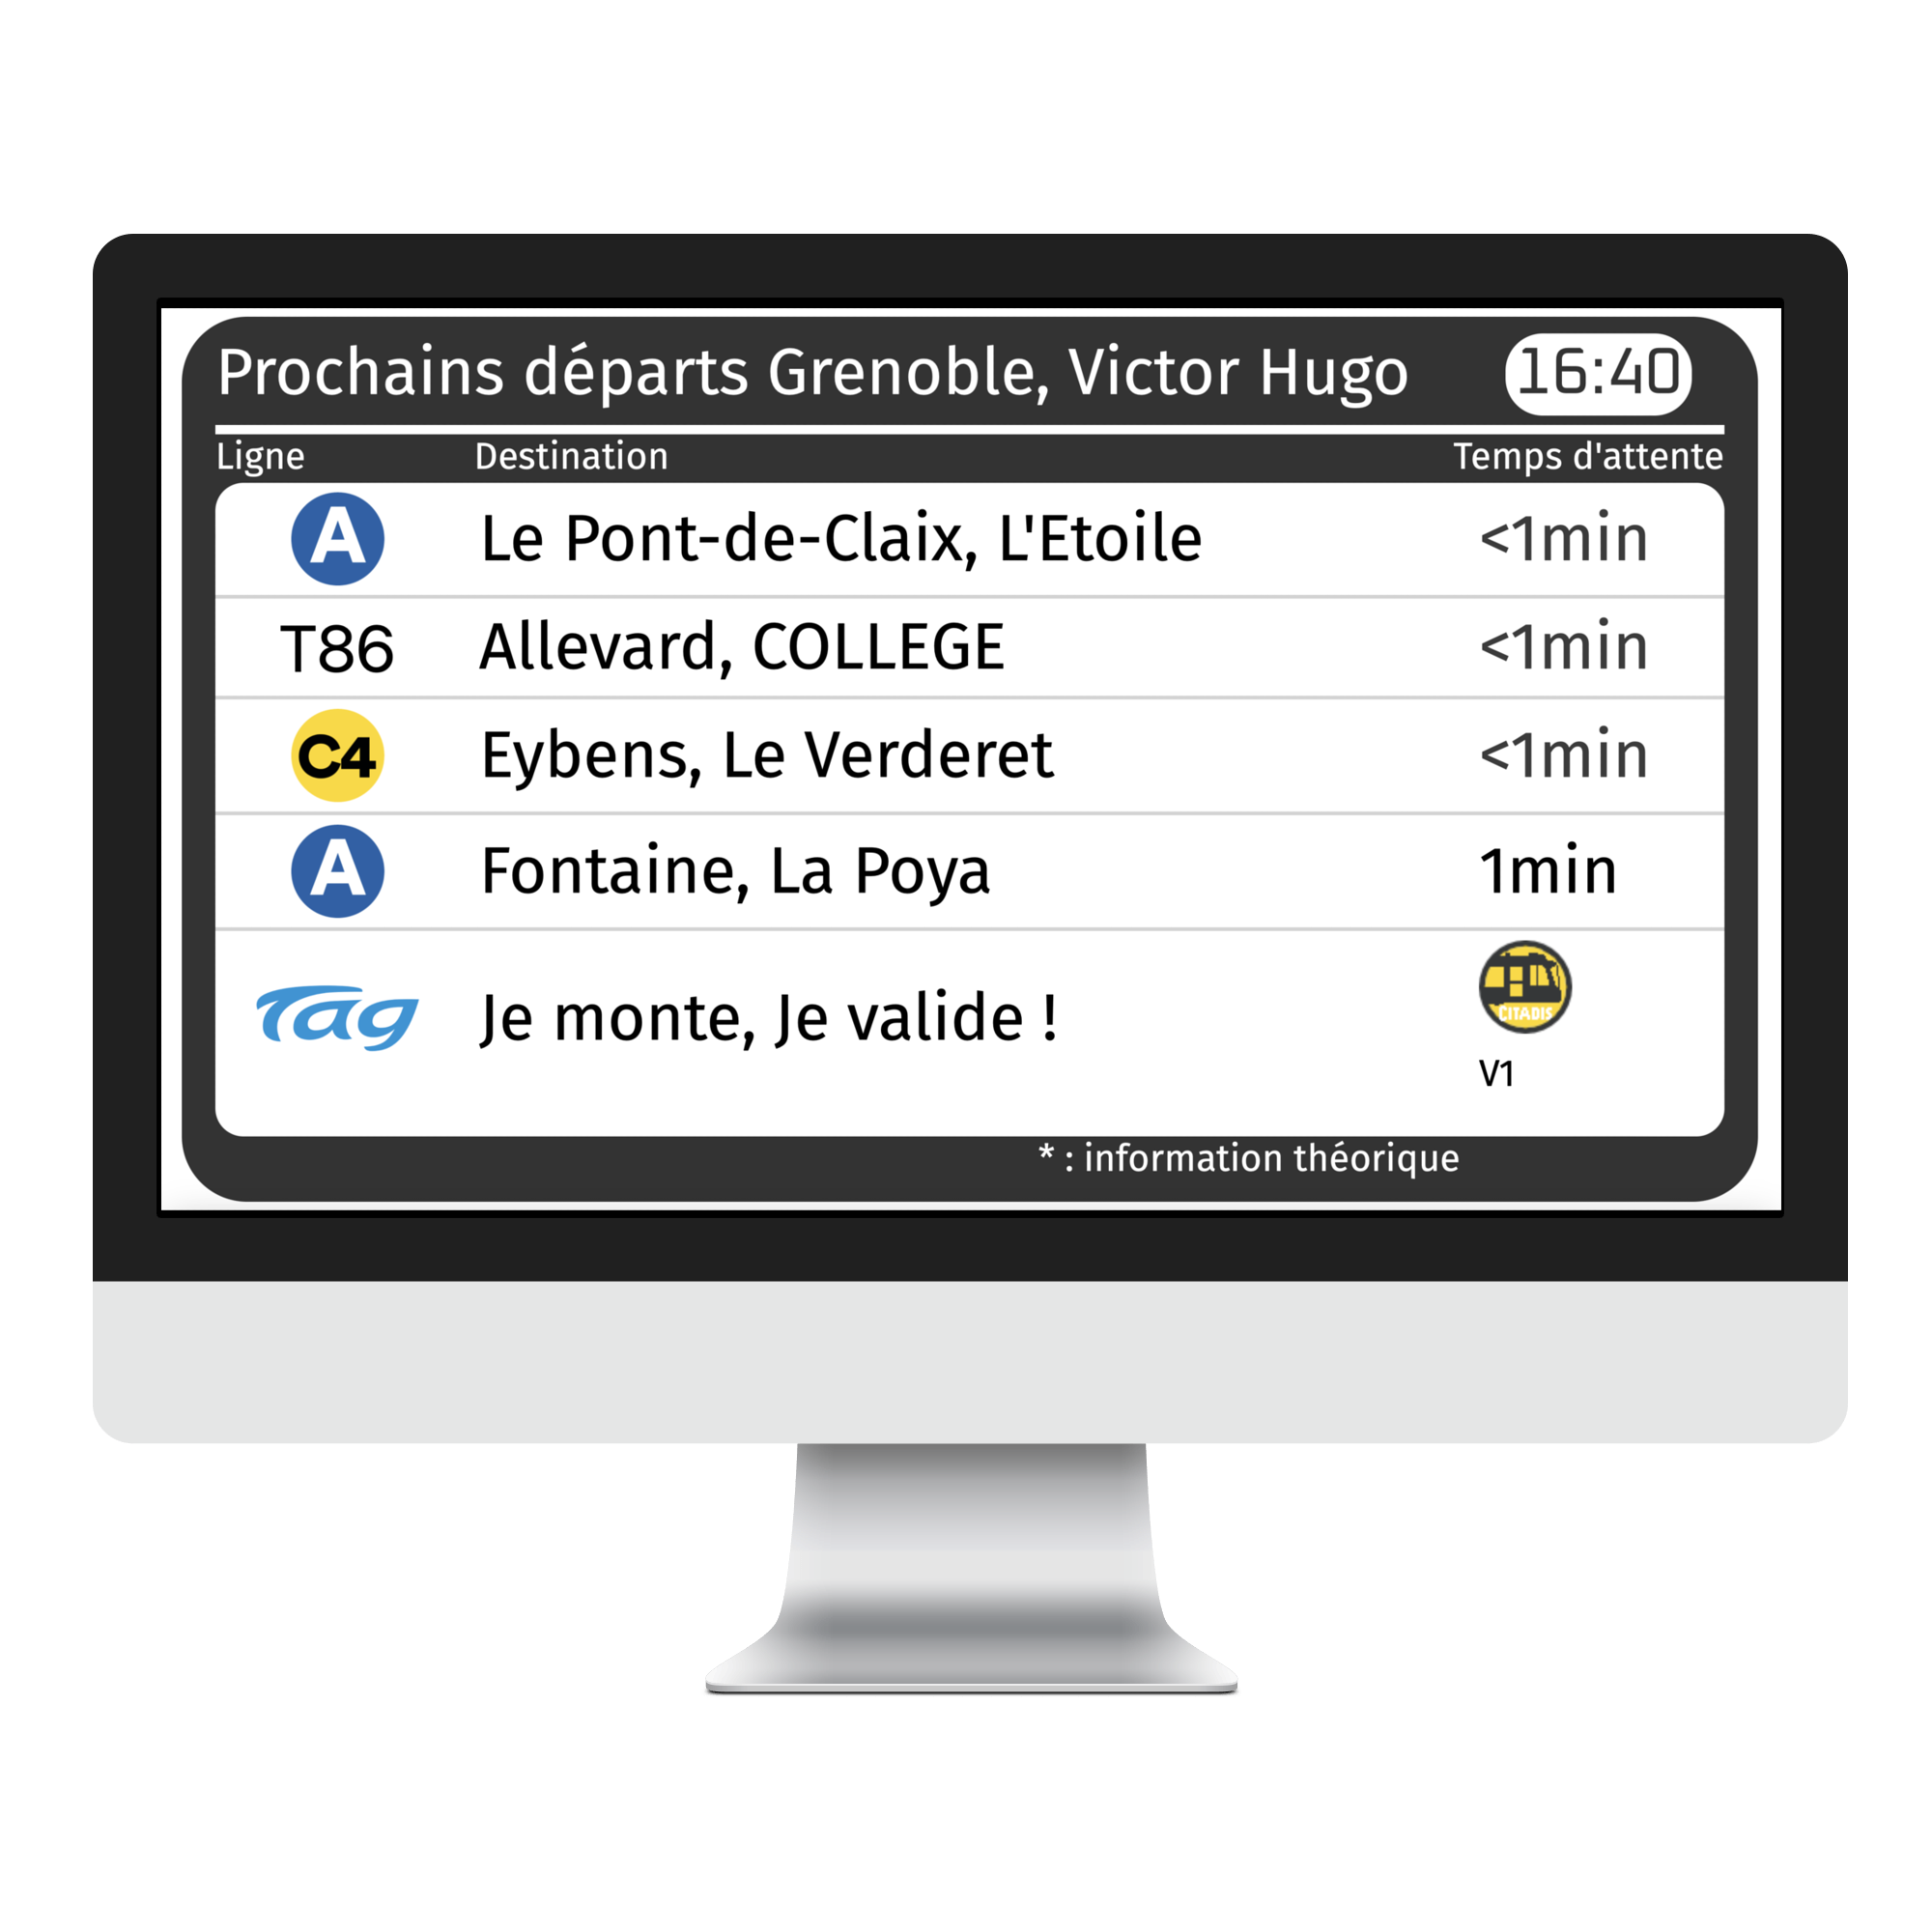 Prochains départs Grenoble, Victor Hugo 16:40
Ligne Destination Temps d'attente
A Le Pont-de-Claix, L'Etoile <1min
T86 Allevard, COLLEGE <1min
C4 Eybens, Le Verderet <1min
A Fontaine, La Poya 1min
Tag Je monte, Je valide !
CITADIS
V1
* : information théorique